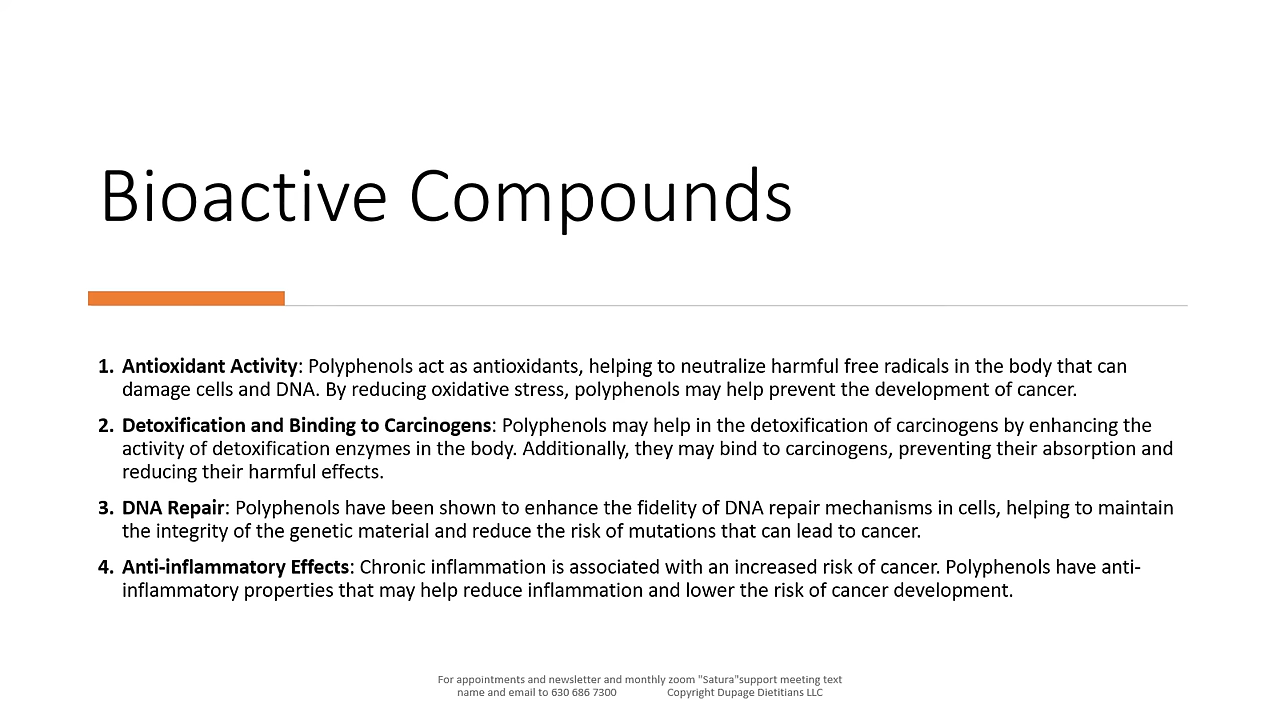 Bioactive Compounds
1. Antioxidant Activity: Polyphenols act as antioxidants, helping to neutralize harmful free radicals in the body that can
damage cells and DNA. By reducing oxidative stress, polyphenols may help prevent the development of cancer.
2. Detoxification and Binding to Carcinogens: Polyphenols may help in the detoxification of carcinogens by enhancing the
activity of detoxification enzymes in the body. Additionally, they may bind to carcinogens, preventing their absorption and
reducing their harmful effects.
3. DNA Repair: Polyphenols have been shown to enhance the fidelity of DNA repair mechanisms in cells, helping to maintain
the integrity of the genetic material and reduce the risk of mutations that can lead to cancer.
4. Anti-inflammatory Effects: Chronic inflammation is associated with an increased risk of cancer. Polyphenols have anti-
inflammatory properties that may help reduce inflammation and lower the risk of cancer development.
For appointments and newsletter and monthly zoom "Satura"support meeting text
name and email to 630 686 7300 Copyright Dupage Dietitians LLC